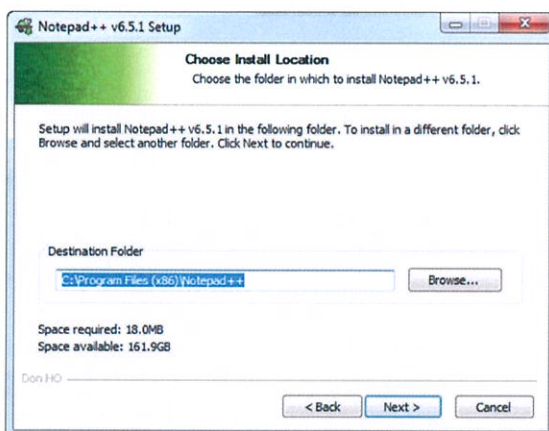 Notepad++ v6.5.1 Setup
Choose Install Location
Choose the folder in which to install Notepad++ v6.5.1.
Setup will install Notepad++ v6.5.1 in the following folder. To install in a different folder, click
Browse and select another folder. Click Next to continue.
Destination Folder
C:\Program Files (x86)\Notepad++
Browse...
Space required: 18.0MB
Space available: 161.9GB
Don HO
< Back Next > Cancel